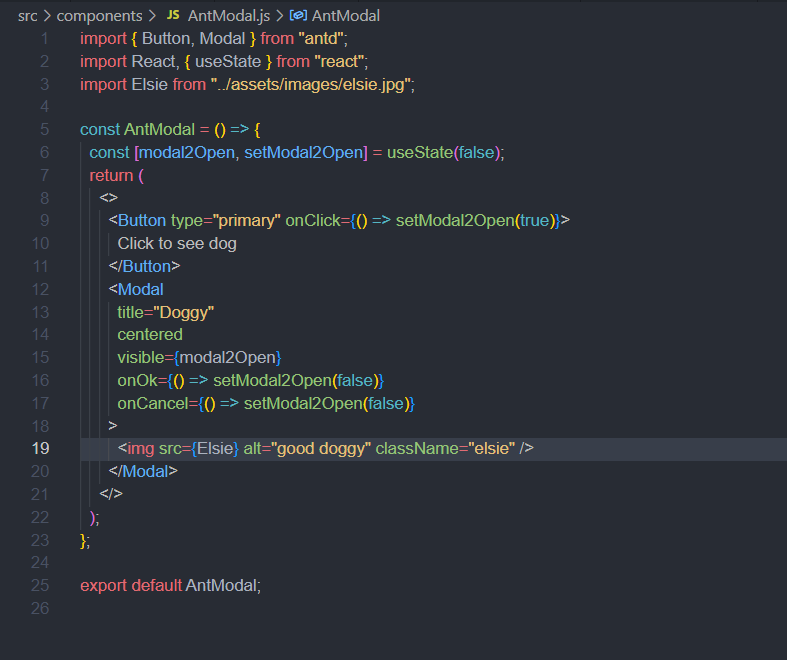 src > components > JS AntModal.js > AntModal
1 import { Button, Modal } from "antd";
2 import React, { useState } from "react";
3 import Elsie from "../assets/images/elsie.jpg";
4
5 const AntModal = () => {
6   const [modal2Open, setModal2Open] = useState(false);
7   return (
8     <>
9       <Button type="primary" onClick={() => setModal2Open(true)}>
10         Click to see dog
11       </Button>
12       <Modal
13         title="Doggy"
14         centered
15         visible={modal2Open}
16         onOk={() => setModal2Open(false)}
17         onCancel={() => setModal2Open(false)}
18       >
19         <img src={Elsie} alt="good doggy" className="elsie" />
20       </Modal>
21     </>
22   );
23 };
24
25 export default AntModal;
26